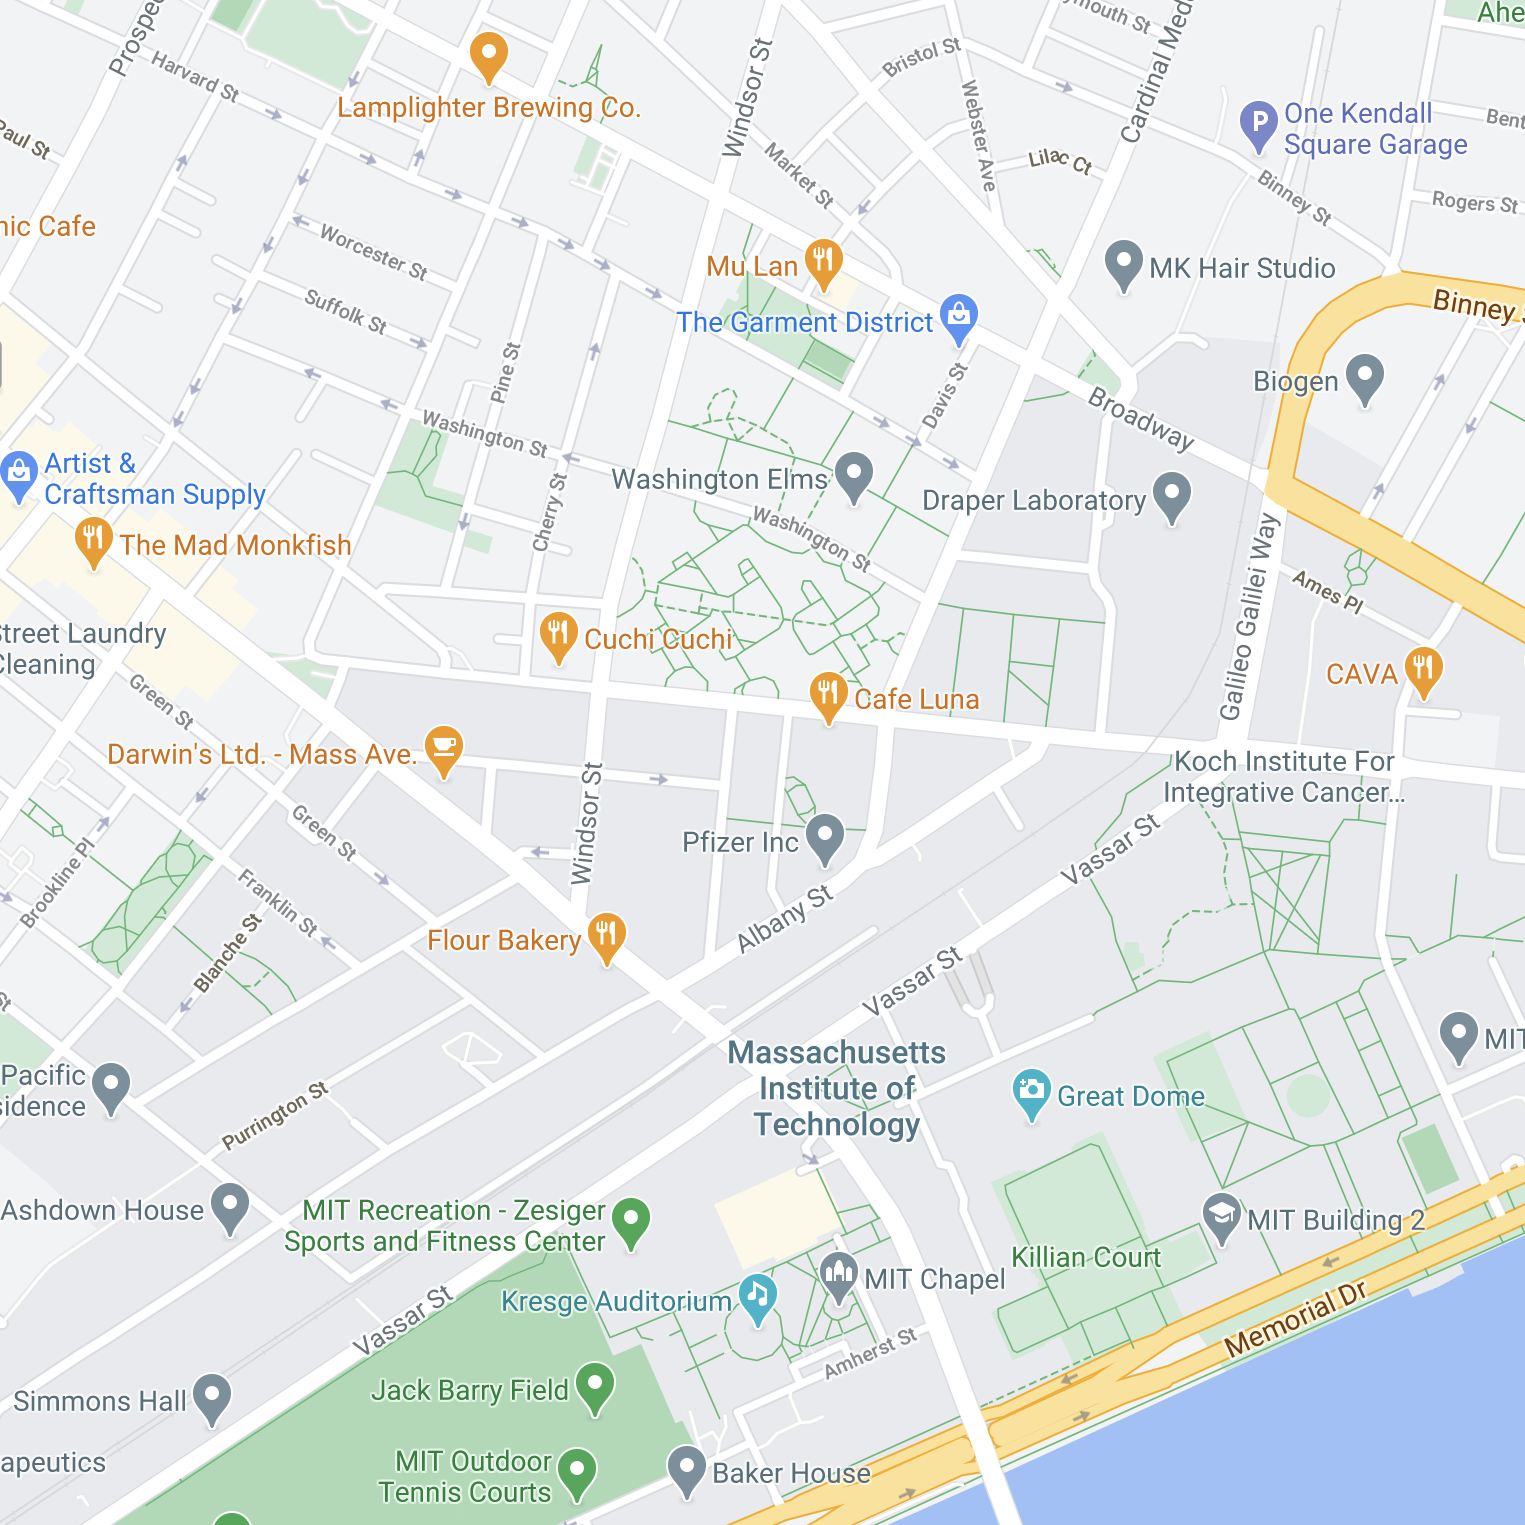 Prospec
Harvard St
Paul St
Lamplighter Brewing Co.
Windsor St
Market St
Bristol St
Webster Ave
Lilac Ct
ymouth St
Cardinal Med
Ahe
One Kendall
Square Garage
Bent
Binney St
Rogers St
nic Cafe
Worcester St
Suffolk St
Mu Lan
MK Hair Studio
The Garment District
Binney S
Biogen
Pine St
Davis St
Broadway
Washington St
Artist &
Craftsman Supply
Washington Elms
Draper Laboratory
Cherry St
Washington St
The Mad Monkfish
Galileo Galilei Way
Ames Pl
Street Laundry
Cleaning
Cuchi Cuchi
CAVA
Cafe Luna
Green St
Darwin's Ltd. - Mass Ave.
Koch Institute For
Integrative Cancer...
Windsor St
Green St
Pfizer Inc
Vassar St
Brookline Pl
Franklin St
Albany St
Blanche St
Flour Bakery
Vassar St
St
Massachusetts
Institute of
Technology
MIT
Pacific
sidence
Purrington St
Great Dome
Ashdown House
MIT Recreation - Zesiger
Sports and Fitness Center
MIT Building 2
Killian Court
MIT Chapel
Kresge Auditorium
Vassar St
Memorial Dr
Amherst St
Jack Barry Field
Simmons Hall
MIT Outdoor
Tennis Courts
apeutics
Baker House